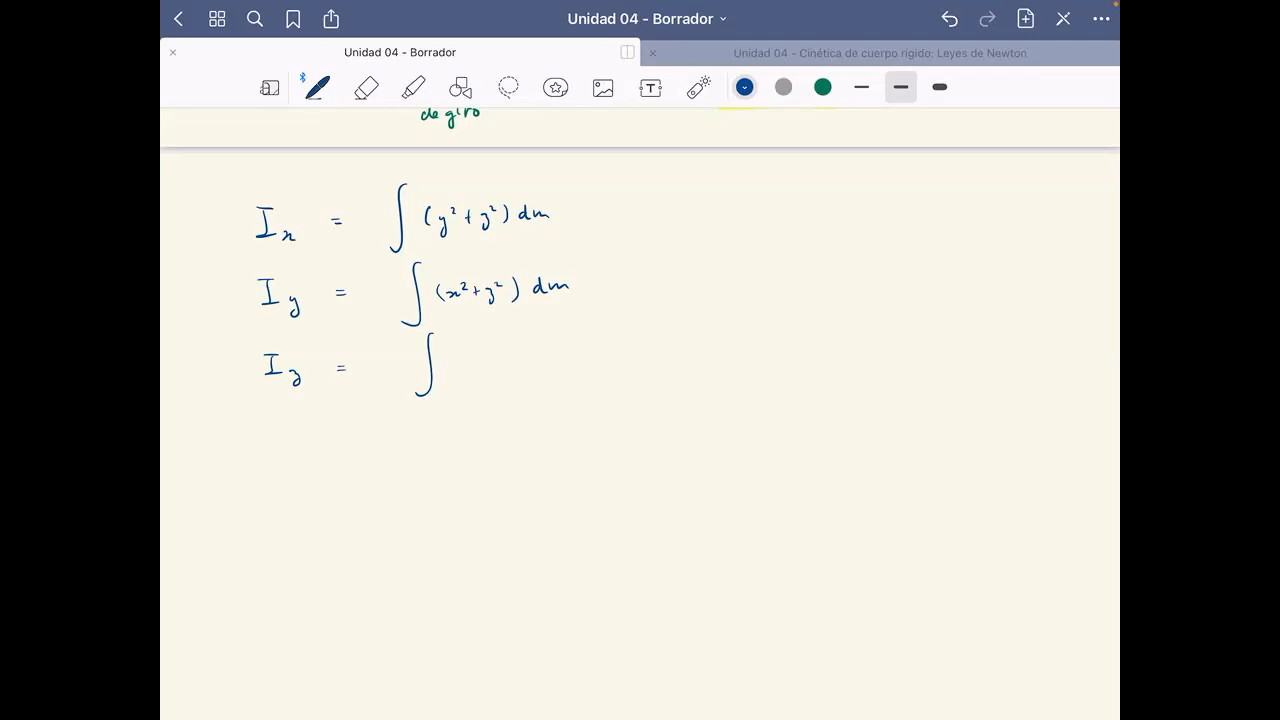 Unidad 04 - Borrador
Unidad 04 - Borrador
Unidad 04 - Cinética de cuerpo rígido: Leyes de Newton
T
de giro
I_x = ∫ (y² + z²) dm
I_y = ∫ (x² + z²) dm
I_z = ∫